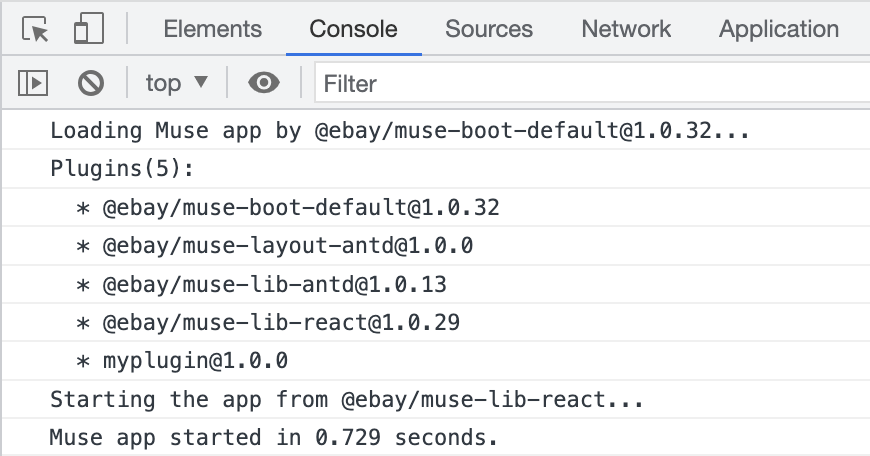 Elements Console Sources Network Application
top ▼ Filter
Loading Muse app by @ebay/muse-boot-default@1.0.32...
Plugins(5):
* @ebay/muse-boot-default@1.0.32
* @ebay/muse-layout-antd@1.0.0
* @ebay/muse-lib-antd@1.0.13
* @ebay/muse-lib-react@1.0.29
* myplugin@1.0.0
Starting the app from @ebay/muse-lib-react...
Muse app started in 0.729 seconds.